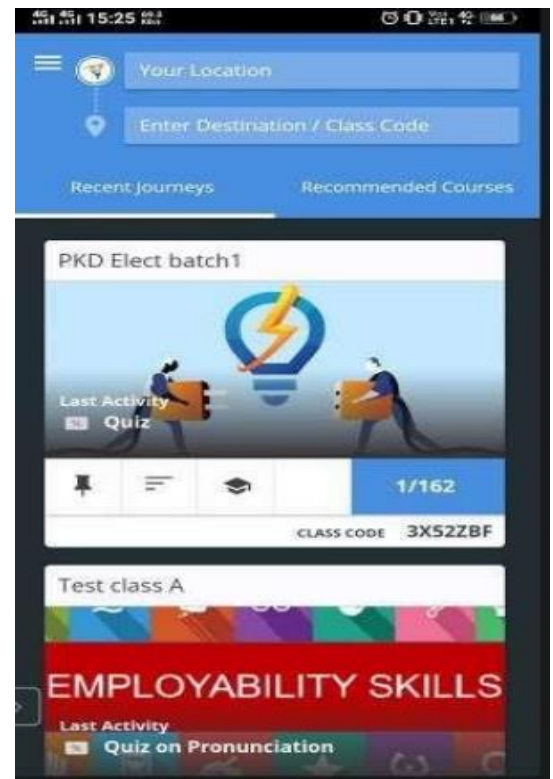 15:25
Your Location
Enter Destination / Class Code
Recent Journeys
Recommended Courses
PKD Elect batch1
Last Activity
Quiz
1/162
CLASS CODE 3X52ZBF
Test class A
EMPLOYABILITY SKILLS
Last Activity
Quiz on Pronunciation